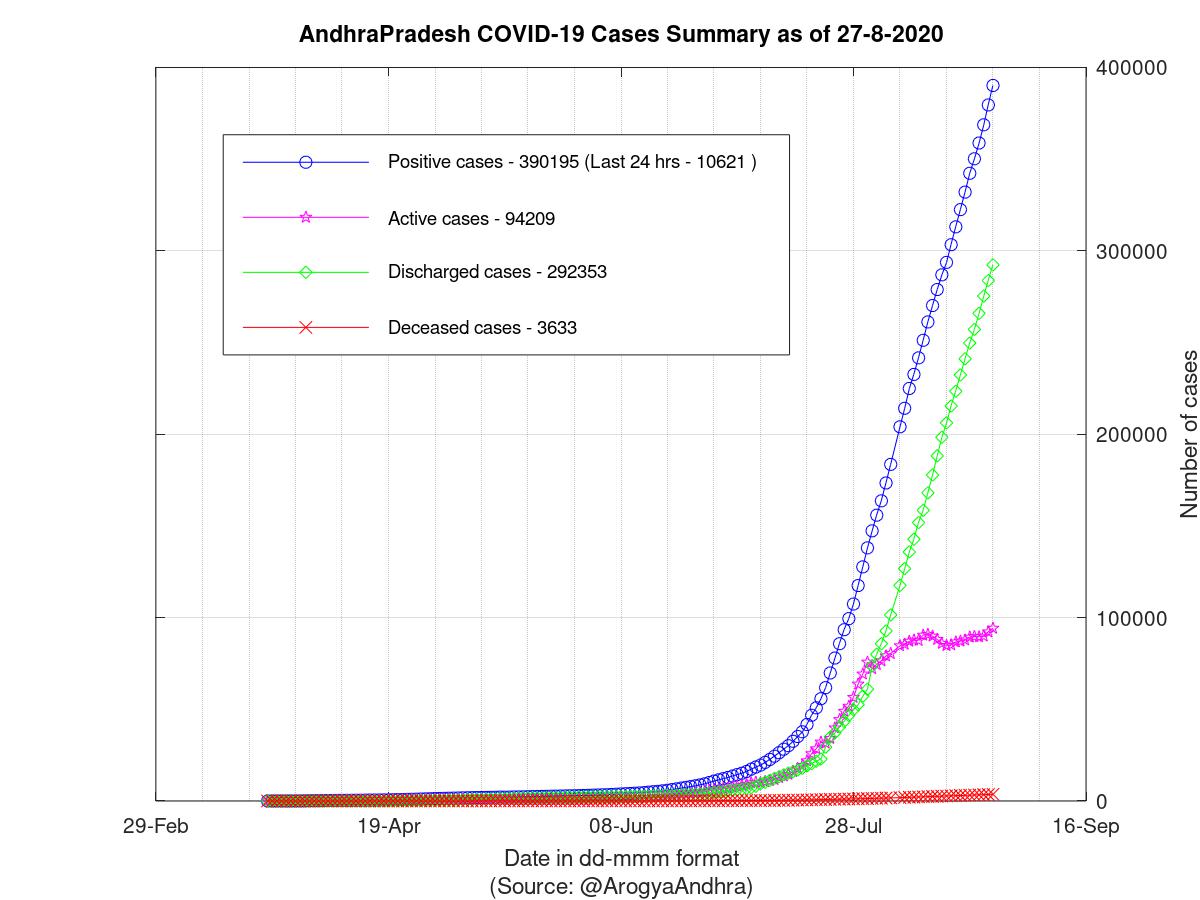 AndhraPradesh COVID-19 Cases Summary as of 27-8-2020
400000
Positive cases - 390195 (Last 24 hrs - 10621 )
Active cases - 94209
300000
Discharged cases - 292353
Deceased cases - 3633
Number of cases
200000
100000
0
29-Feb 19-Apr 08-Jun 28-Jul 16-Sep
Date in dd-mmm format
(Source: @ArogyaAndhra)